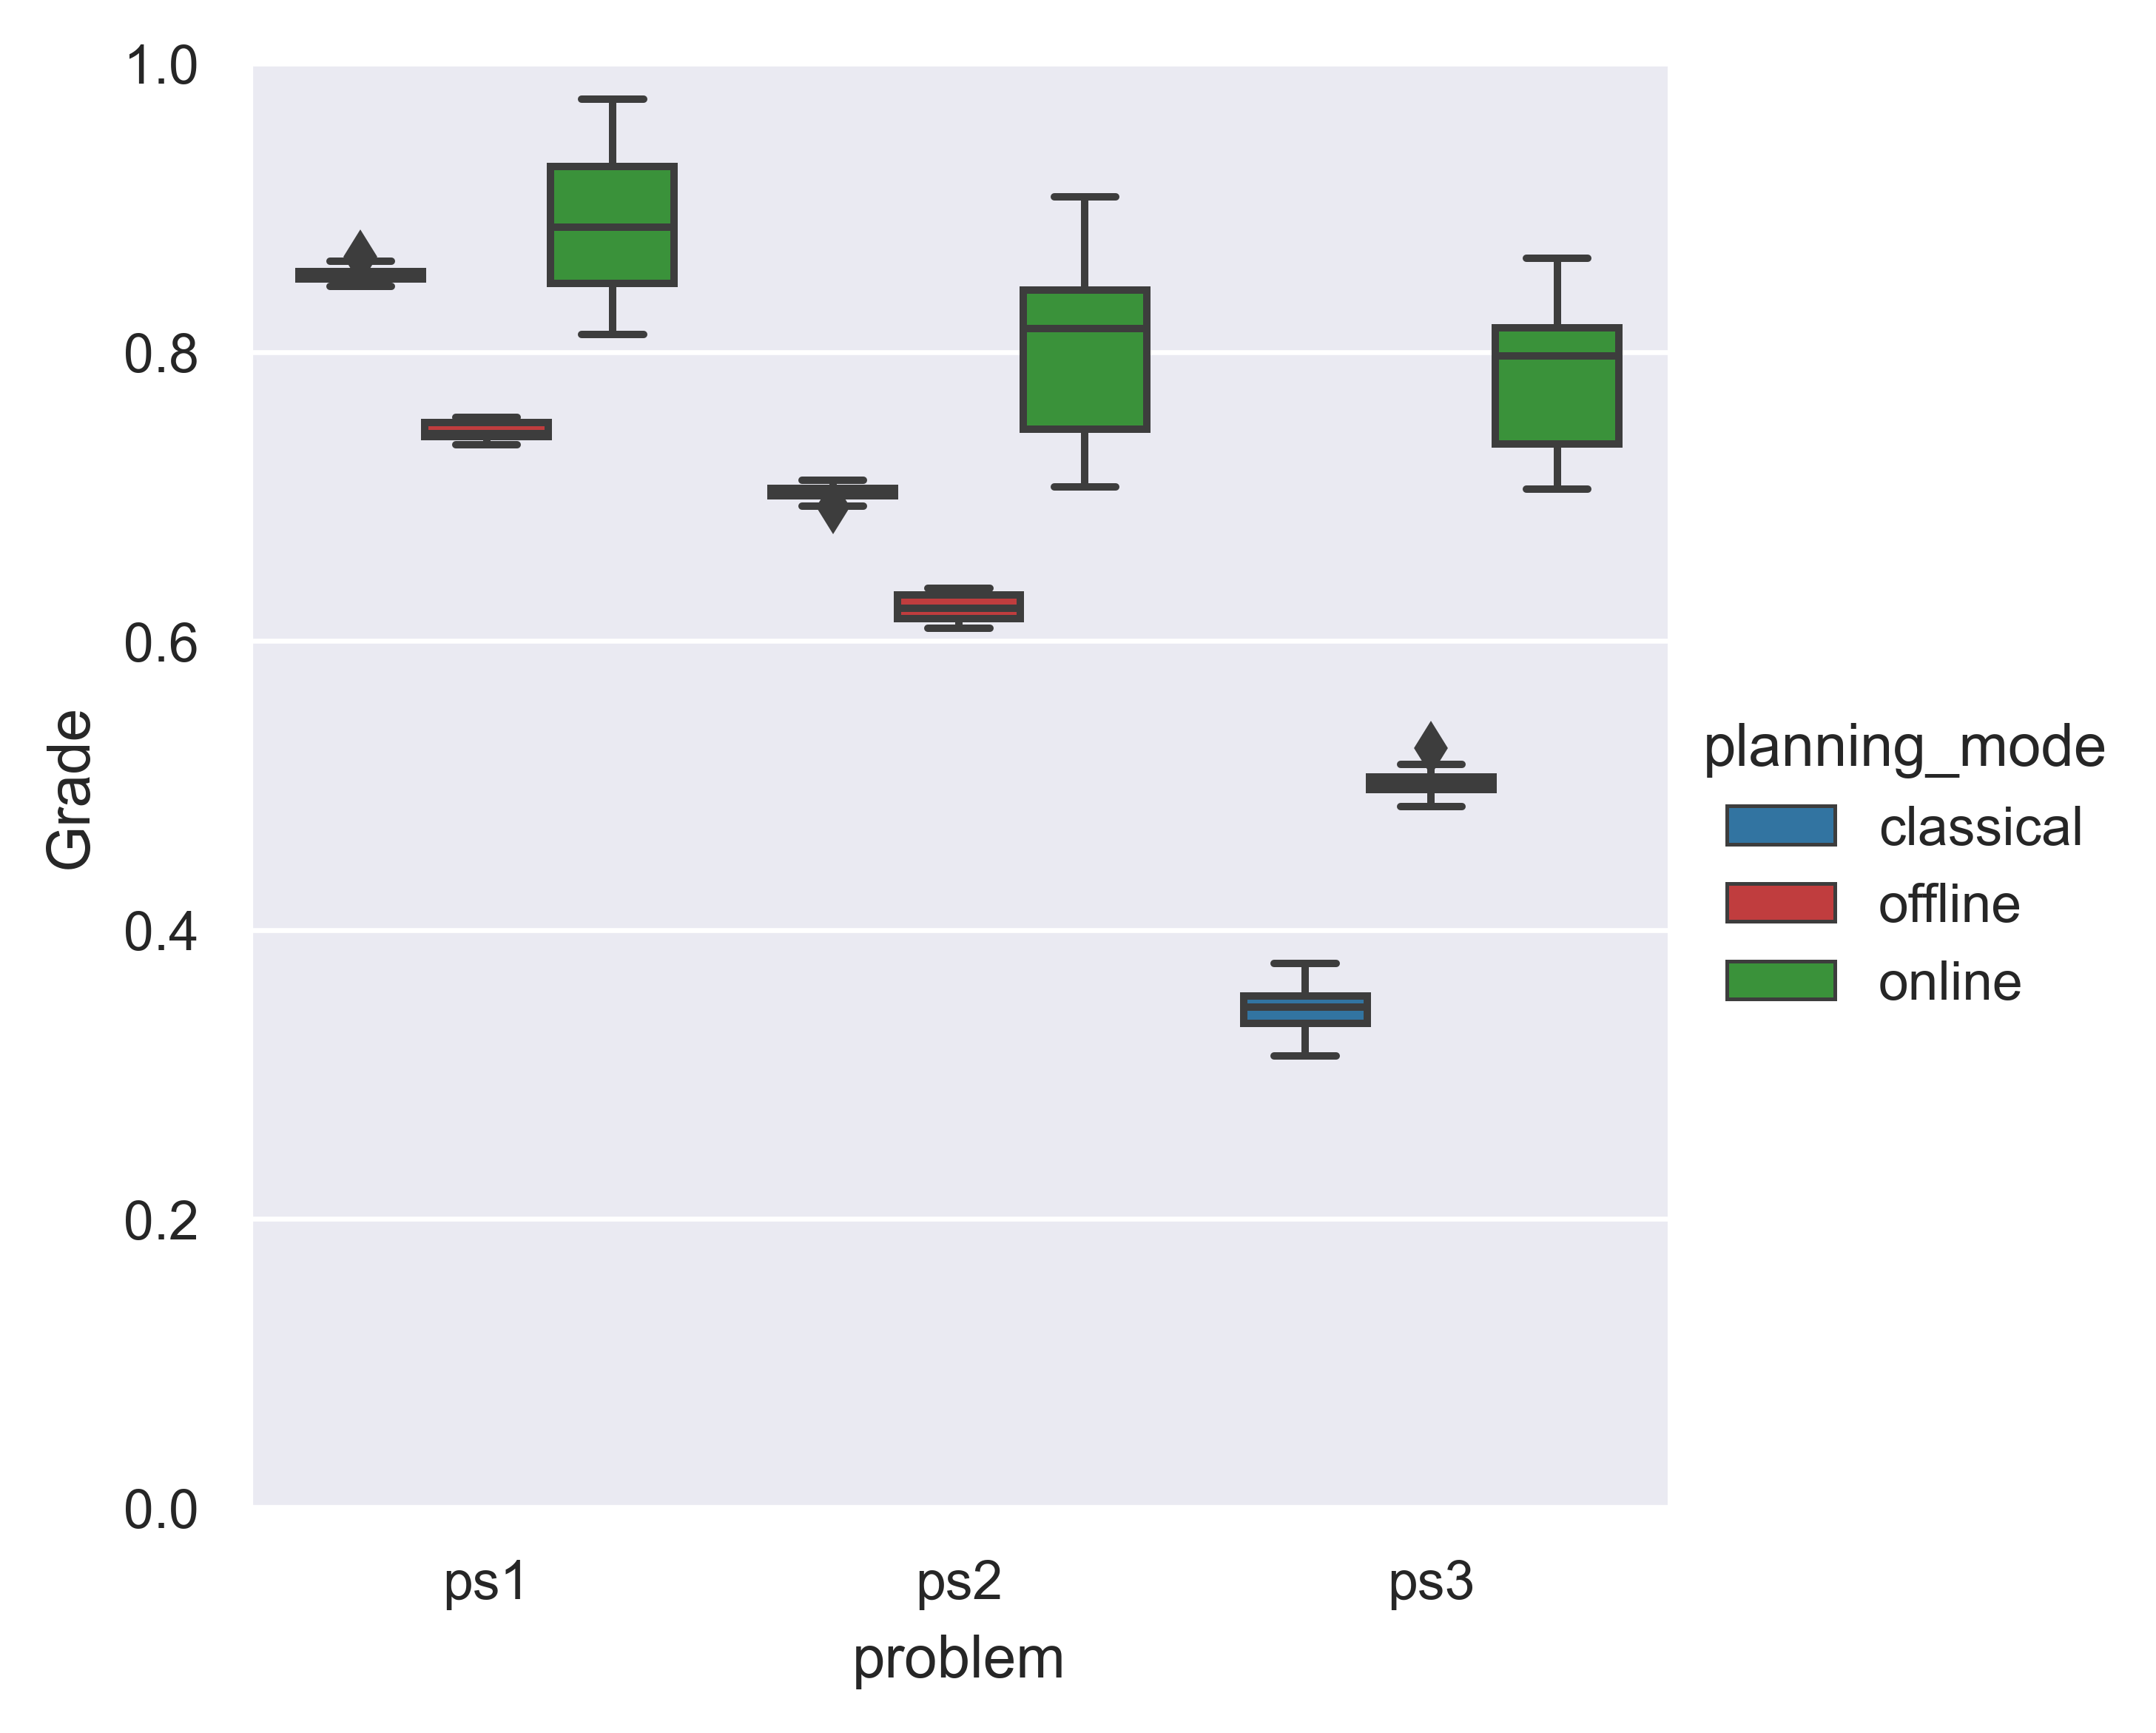 1.0
0.8
0.6
0.4
0.2
0.0
Grade
ps1
ps2
ps3
problem
planning_mode
classical
offline
online